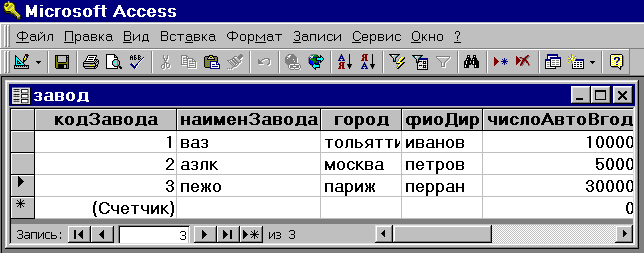 Microsoft Access
Файл Правка Вид Вставка Формат Записи Сервис Окно ?
завод
кодЗавода наименЗавода город фиоДир числоАвтоВгод
1 ваз тольятти иванов 10000
2 азлк москва петров 5000
3 пежо париж перран 30000
(Счетчик) 0
Запись: 3 из 3